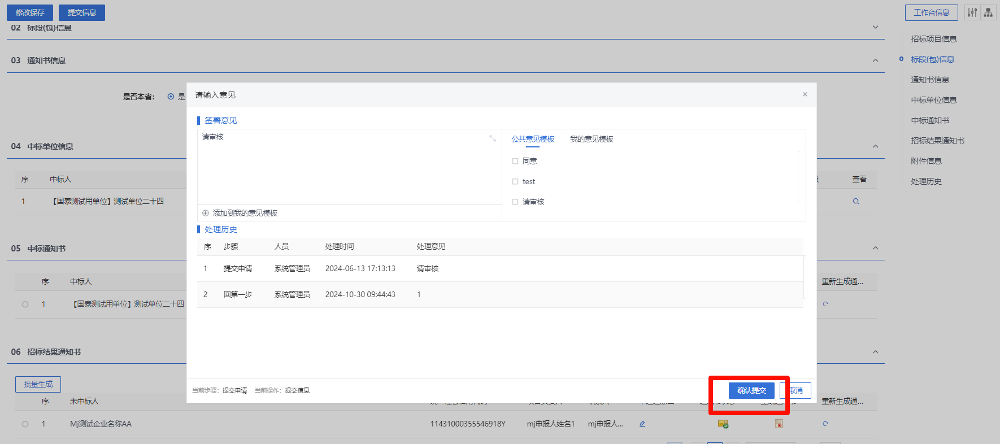 修改保存 提交信息 工作台信息
02 标段(包)信息
招标项目信息
03 通知书信息
标段(包)信息
通知书信息
是否本省： 是
中标单位信息
中标通知书
招标结果通知书
附件信息
处理历史
请输入意见 ×
签署意见
请审核
公共意见模板 我的意见模板
同意
test
请审核
添加到我的意见模板
处理历史
序 步骤 人员 处理时间 处理意见
1 提交申请 系统管理员 2024-06-13 17:13:13 请审核
2 回第一步 系统管理员 2024-10-30 09:44:43 1
当前步骤： 提交申请 当前操作： 提交信息
确认提交 取消
04 中标单位信息
序 中标人 查看
1 【国泰测试用单位】测试单位二十四
05 中标通知书
序 中标人 重新生成通...
1 【国泰测试用单位】测试单位二十四
06 招标结果通知书
批量生成
序 未中标人 重新生成通...
1 Mj测试企业名称AA 11431000355546918Y mj申报人姓名1 mj申报人...